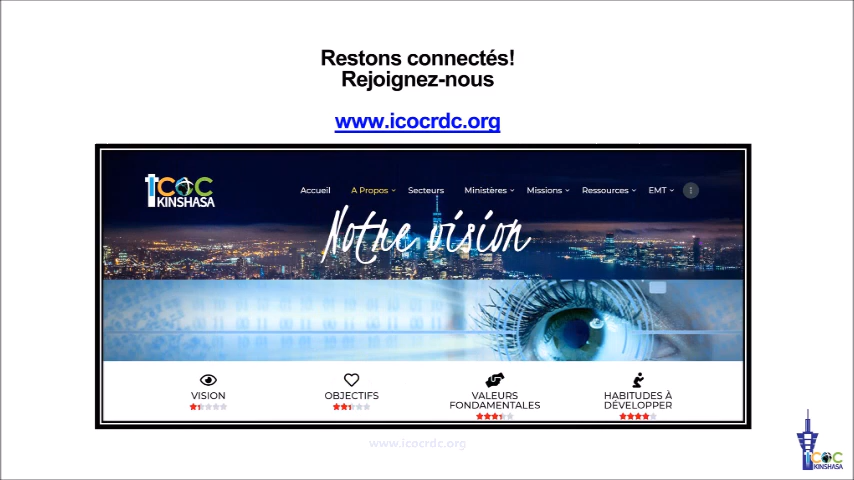 Restons connectés!
Rejoignez-nous
www.icocrdc.org
ICOC
KINSHASA
Accueil A Propos Secteurs Ministères Missions Ressources EMT
Notre vision
VISION
OBJECTIFS
VALEURS
FONDAMENTALES
HABITUDES À
DÉVELOPPER
www.icocrdc.org
ICOC
KINSHASA